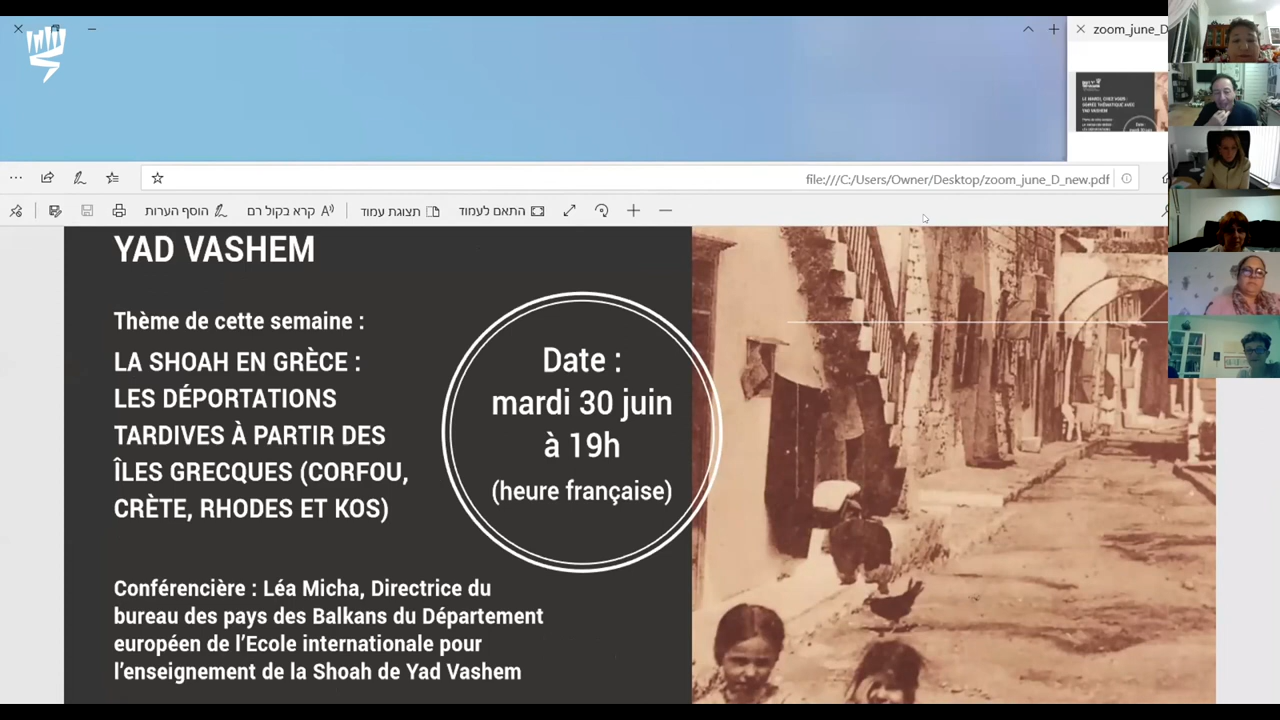 zoom_june_D
file:///C:/Users/Owner/Desktop/zoom_june_D_new.pdf
הוסף הערות
קרא בקול רם
תצוגת עמוד
התאם לעמוד
YAD VASHEM
Thème de cette semaine :
LA SHOAH EN GRÈCE :
LES DÉPORTATIONS
TARDIVES À PARTIR DES
ÎLES GRECQUES (CORFOU,
CRÈTE, RHODES ET KOS)
Date :
mardi 30 juin
à 19h
(heure française)
Conférencière : Léa Micha, Directrice du
bureau des pays des Balkans du Département
européen de l’Ecole internationale pour
l’enseignement de la Shoah de Yad Vashem